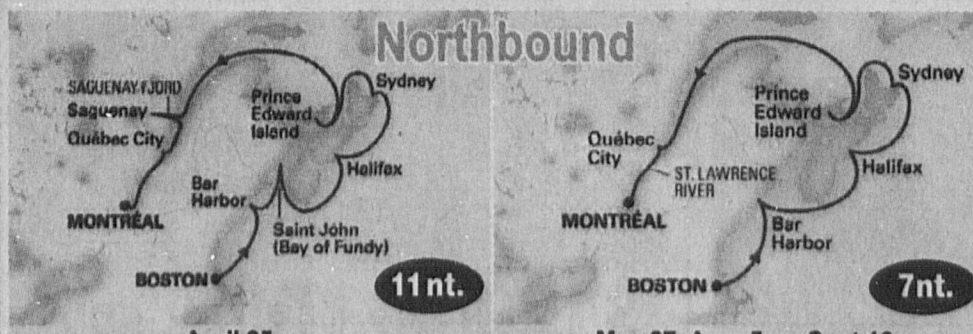 Northbound
SAGUENAY FJORD
Saguenay
Québec City
Prince
Edward
Island
Sydney
Halifax
Bar
Harbor
MONTRÉAL
Saint John
(Bay of Fundy)
BOSTON
11nt.
Sydney
Prince
Edward
Island
Québec
City
ST. LAWRENCE
RIVER
Halifax
MONTRÉAL
Bar
Harbor
BOSTON
7nt.